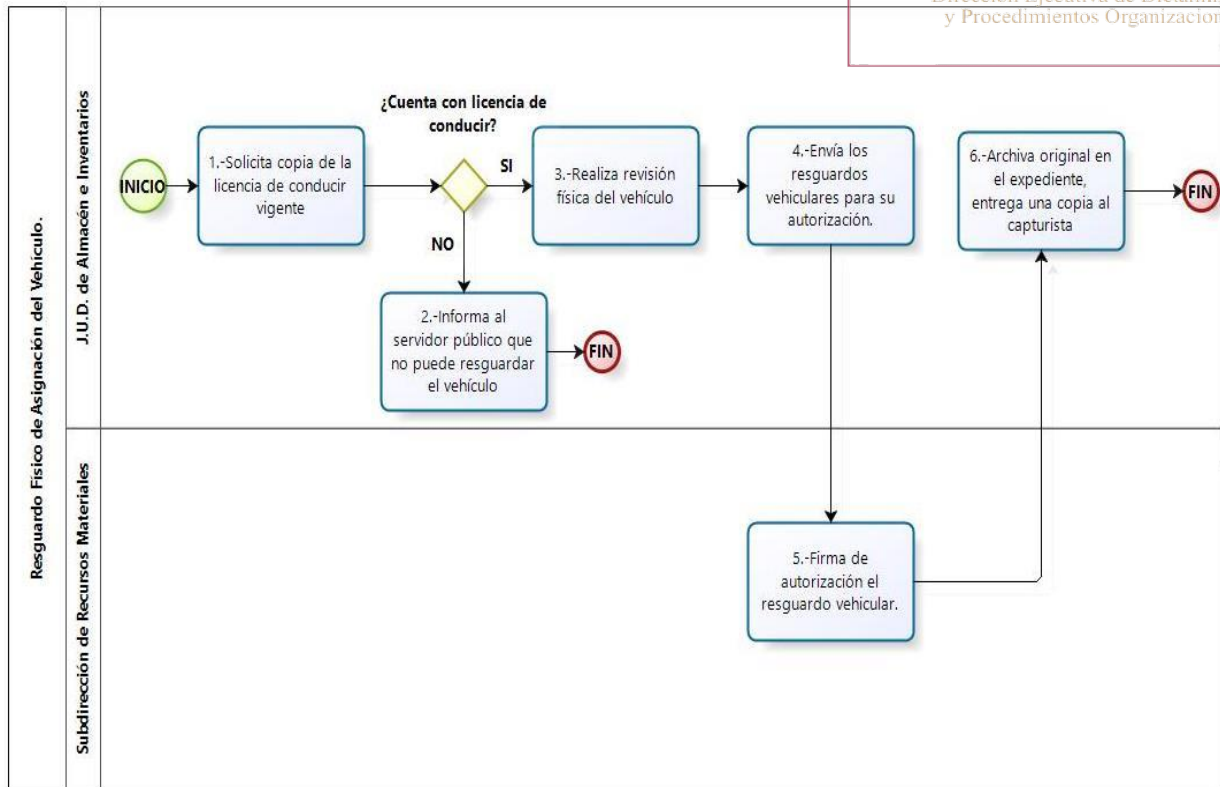 y Procedimientos Organizacion
Resguardo Físico de Asignación del Vehículo.
J.U.D. de Almacén e Inventarios
INICIO
1.-Solicita copia de la
licencia de conducir
vigente
¿Cuenta con licencia de
conducir?
SI
NO
2.-Informa al
servidor público que
no puede resguardar
el vehículo
FIN
3.-Realiza revisión
física del vehículo
4.-Envía los
resguardos
vehiculares para su
autorización.
6.-Archiva original en
el expediente,
entrega una copia al
capturista
FIN
Subdirección de Recursos Materiales
5.-Firma de
autorización el
resguardo vehicular.